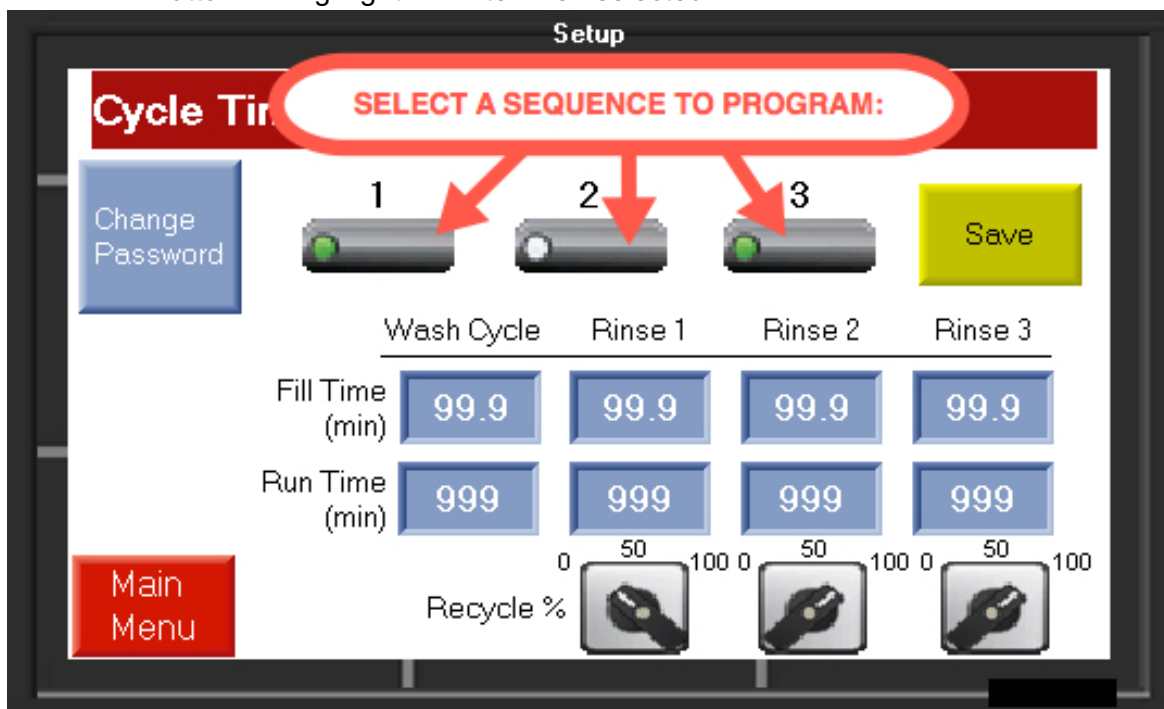 Setup
Cycle
SELECT A SEQUENCE TO PROGRAM:
1 2 3
Change
Password
Save
Wash Cycle Rinse 1 Rinse 2 Rinse 3
Fill Time
(min)
99.9 99.9 99.9 99.9
Run Time
(min)
999 999 999 999
0 50 100 0 50 100 0 50 100
Recycle %
Main
Menu